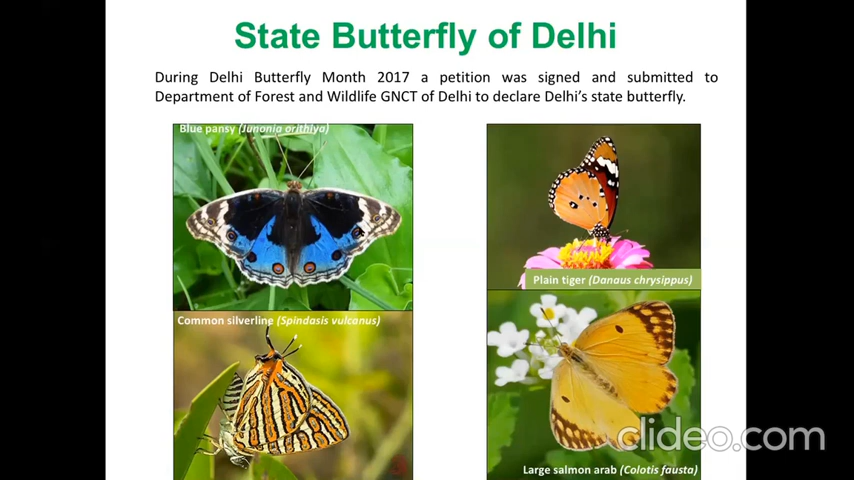 State Butterfly of Delhi
During Delhi Butterfly Month 2017 a petition was signed and submitted to
Department of Forest and Wildlife GNCT of Delhi to declare Delhi's state butterfly.
Blue pansy (Junonia orithiya)
Plain tiger (Danaus chrysippus)
Common silverline (Spindasis vulcanus)
Large salmon arab (Colotis fausta)
clideo.com